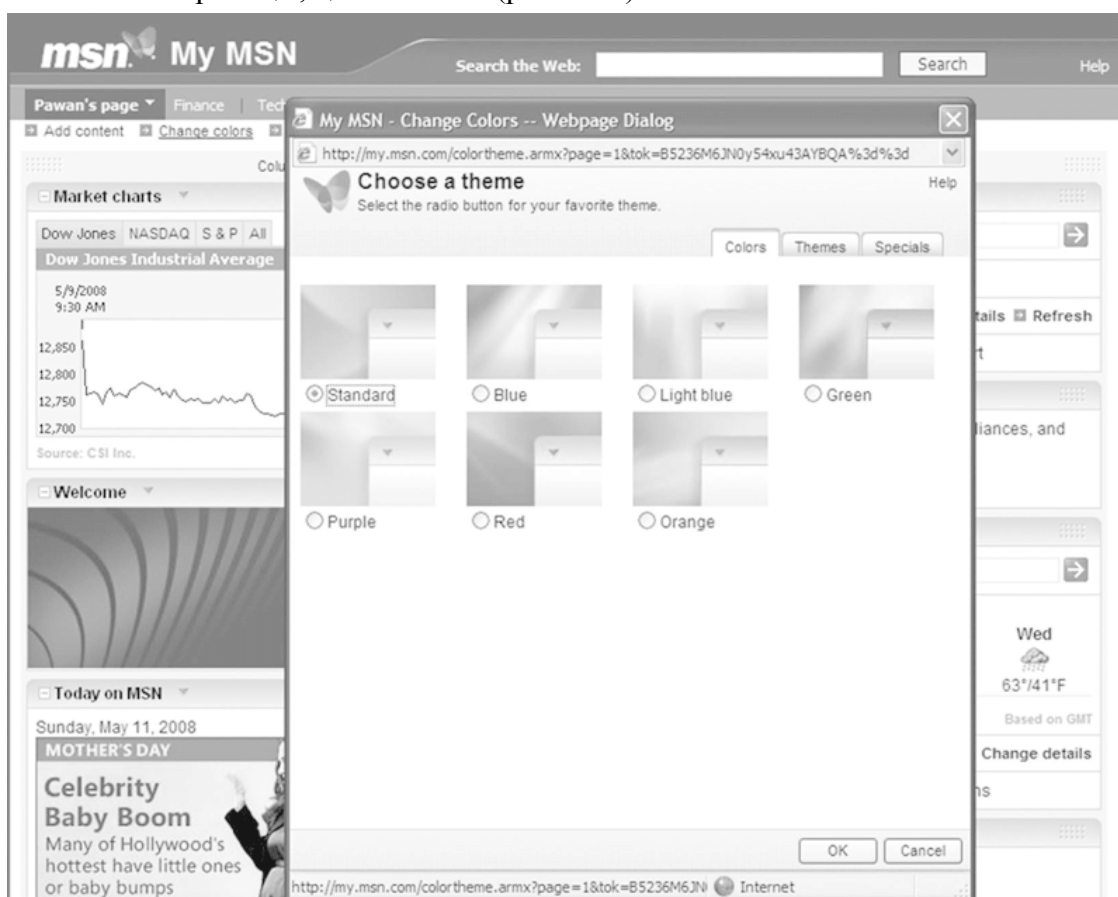 msn My MSN
Search the Web:
Search
Help
Pawan's page
Finance | Tech
Add content Change colors
Colu
Market charts
Dow Jones NASDAQ S & P All
Dow Jones Industrial Average
5/9/2008
9:30 AM
12,850
12,800
12,750
12,700
Source: CSI Inc.
Welcome
Today on MSN
Sunday, May 11, 2008
MOTHER'S DAY
Celebrity
Baby Boom
Many of Hollywood's
hottest have little ones
or baby bumps
My MSN - Change Colors -- Webpage Dialog
http://my.msn.com/colortheme.armx?page=1&tok=B5236M6JN0y54xu43AYBQA%3d%3d
Choose a theme
Help
Select the radio button for your favorite theme.
Colors Themes Specials
Standard Blue Light blue Green
Purple Red Orange
OK Cancel
http://my.msn.com/colortheme.armx?page=1&tok=B5236M6JN
Internet
tails Refresh
t
liances, and
Wed
63°/41°F
Based on GMT
Change details
ns